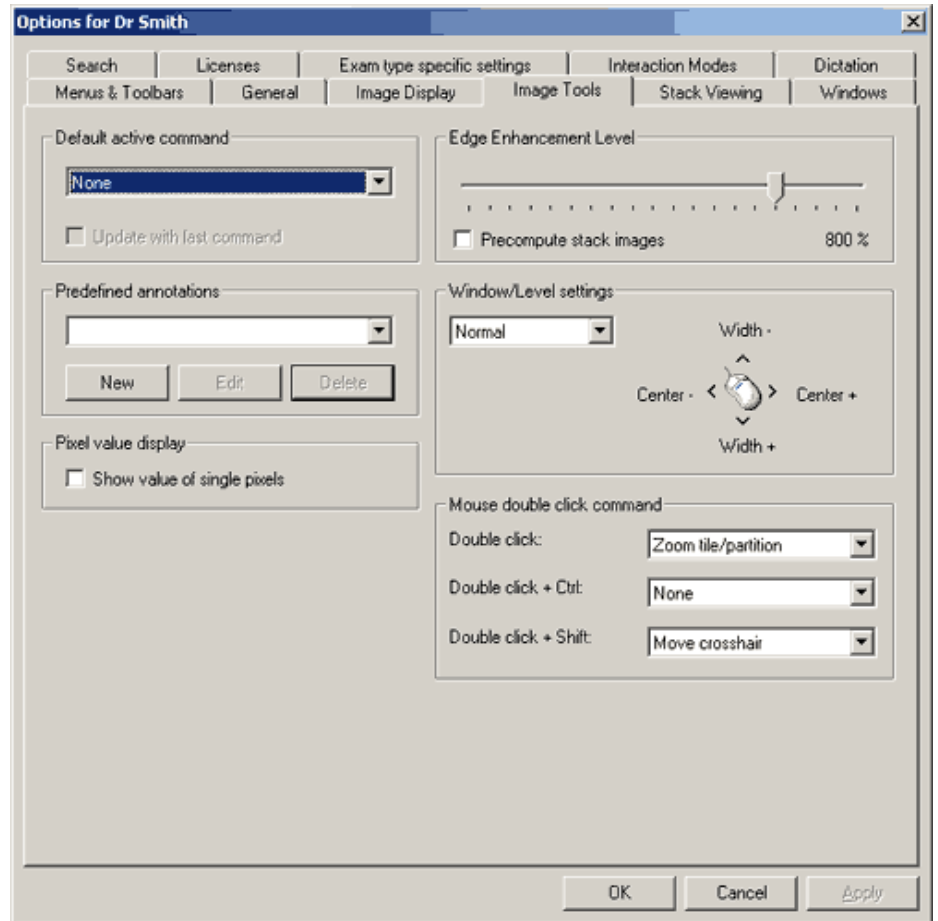 Options for Dr Smith
Search Licenses Exam type specific settings Interaction Modes Dictation
Menus & Toolbars General Image Display Image Tools Stack Viewing Windows
Default active command
None
Update with last command
Predefined annotations
New Edit Delete
Pixel value display
Show value of single pixels
Edge Enhancement Level
Precompute stack images 800 %
Window/Level settings
Normal
Width -
Center - Center +
Width +
Mouse double click command
Double click: Zoom tile/partition
Double click + Ctrl: None
Double click + Shift: Move crosshair
OK Cancel Apply